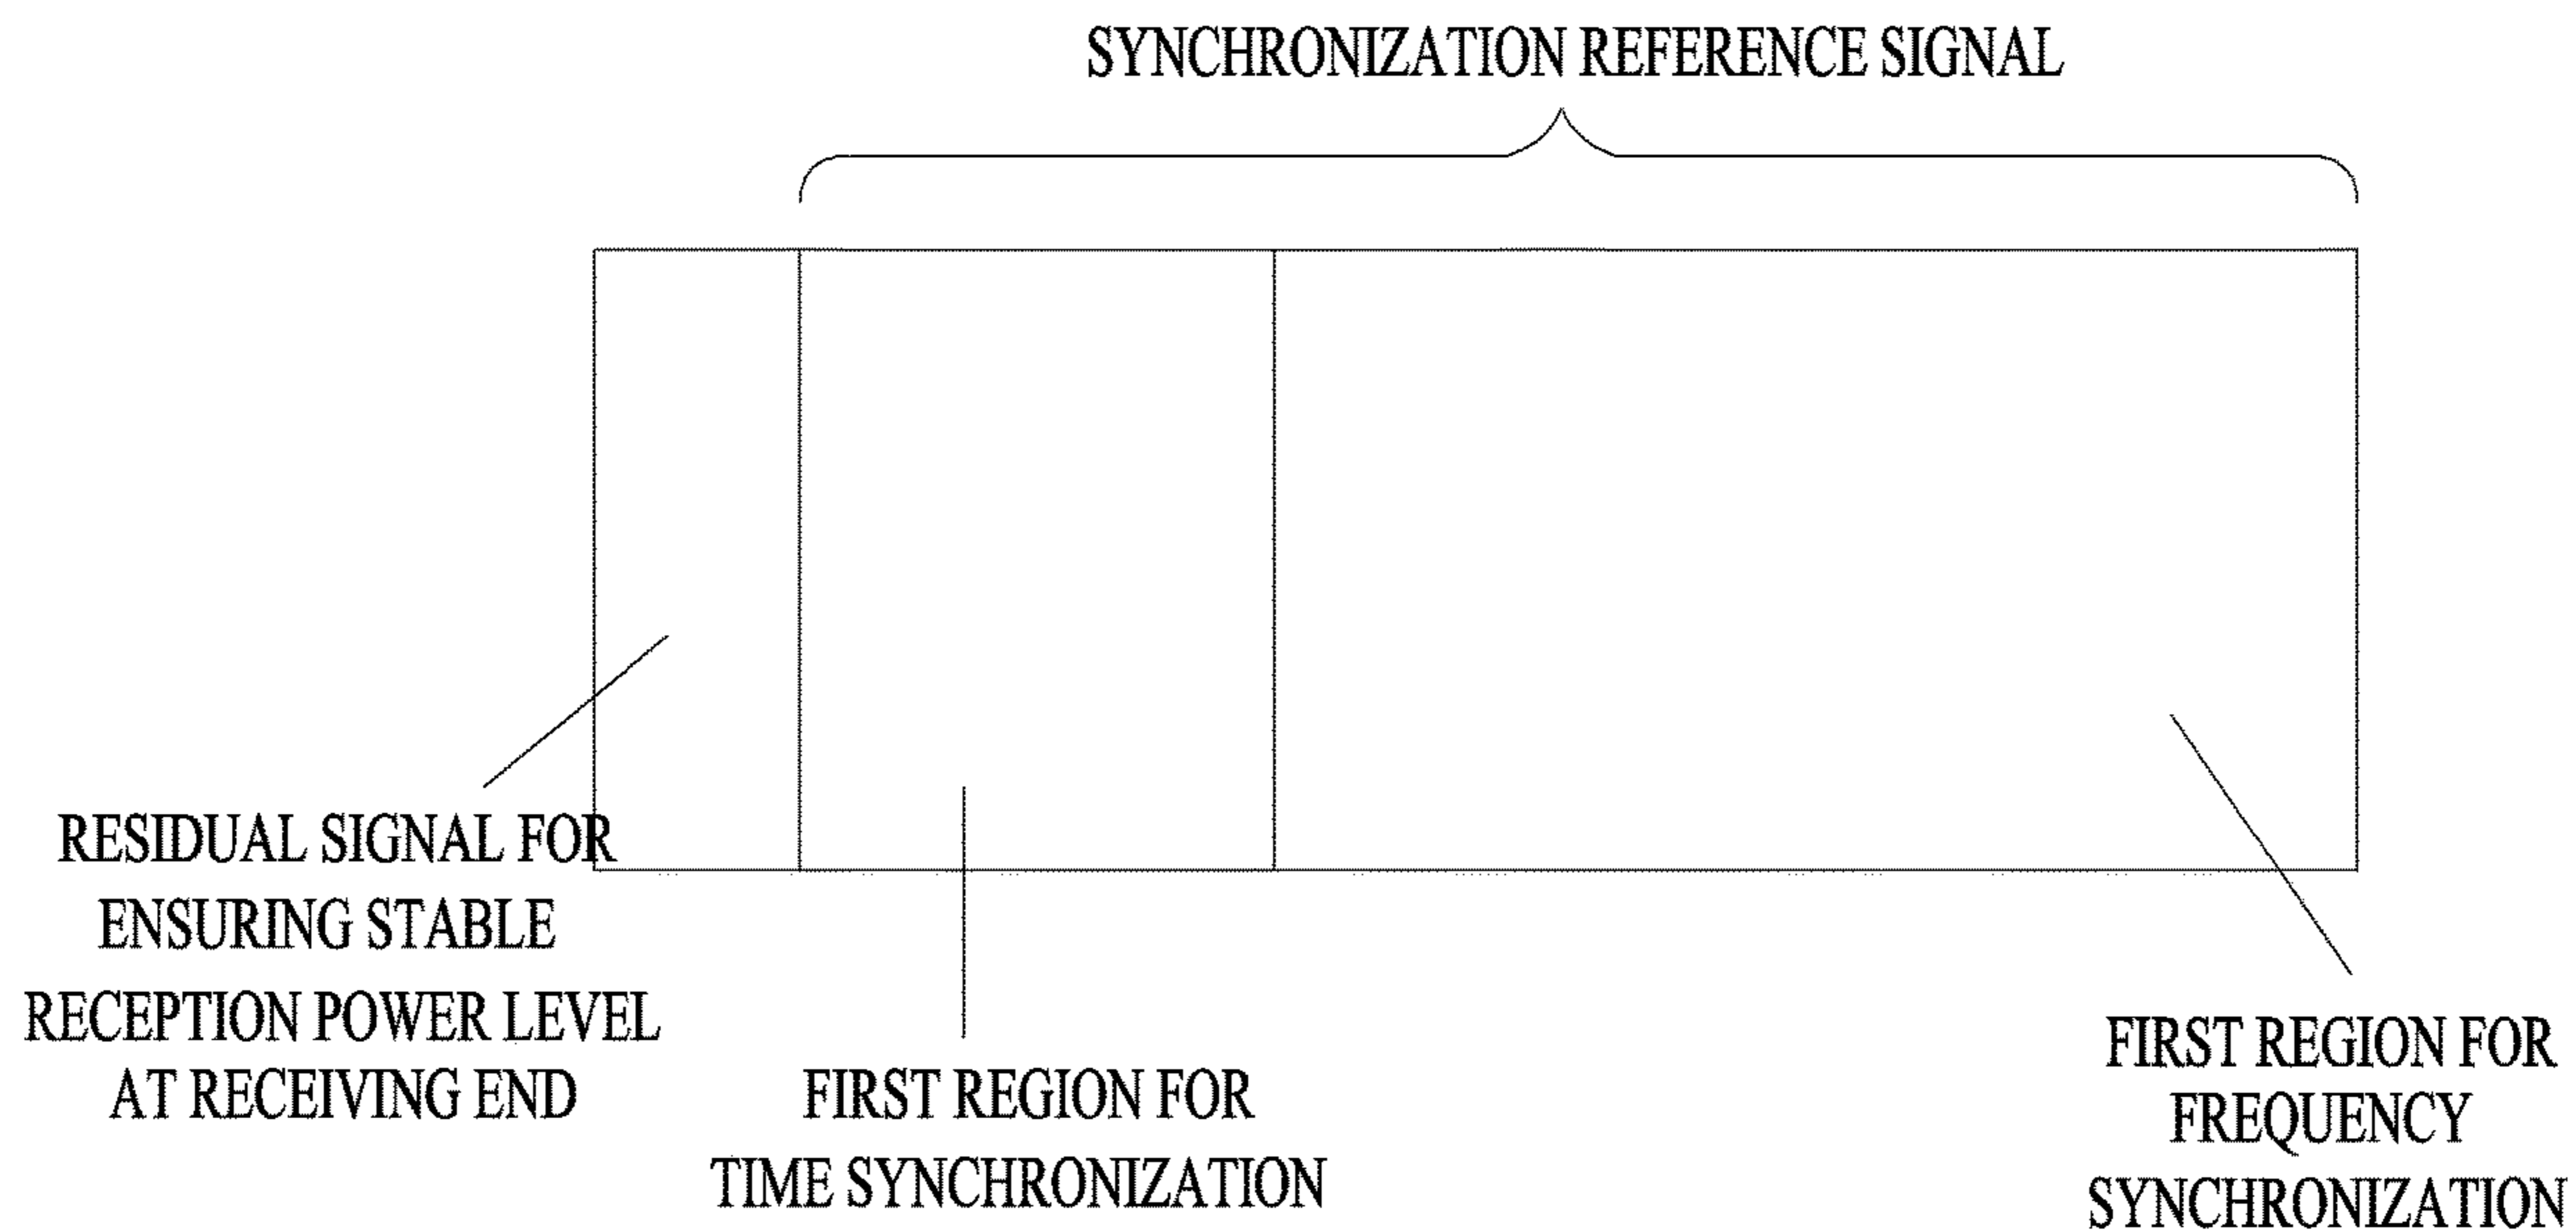 SYNCHRONIZATION REFERENCE SIGNAL
RESIDUAL SIGNAL FOR
ENSURING STABLE
RECEPTION POWER LEVEL
AT RECEIVING END
FIRST REGION FOR
TIME SYNCHRONIZATION
FIRST REGION FOR
FREQUENCY
SYNCHRONIZATION